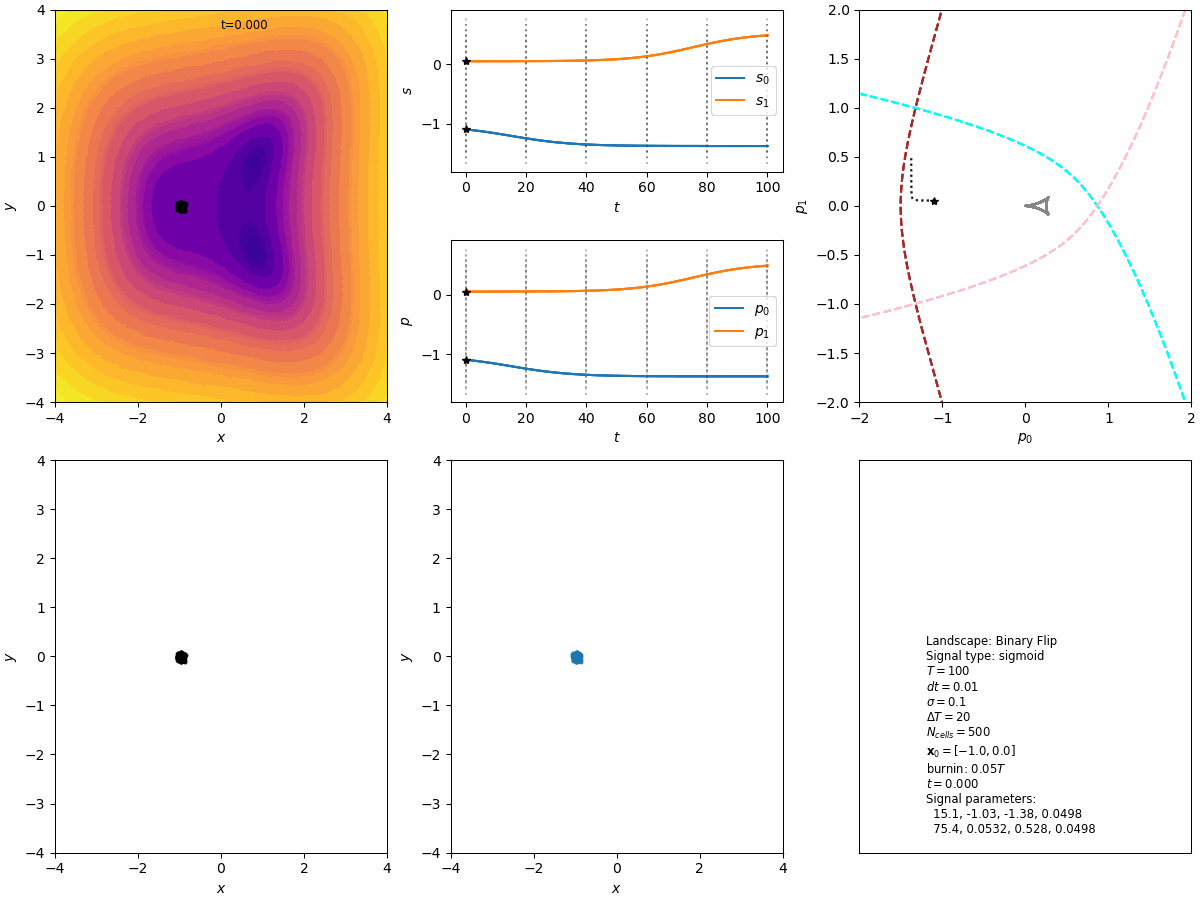 4
3
2
1
0
−1
−2
−3
−4
y
t=0.000
−4
−2
0
2
4
x
0
−1
s
s₀
s₁
0
20
40
60
80
100
t
0
−1
p
p₀
p₁
0
20
40
60
80
100
t
2.0
1.5
1.0
0.5
0.0
−0.5
−1.0
−1.5
−2.0
p₁
−2
−1
0
1
2
p₀
4
3
2
1
0
−1
−2
−3
−4
y
−4
−2
0
2
4
x
4
3
2
1
0
−1
−2
−3
−4
y
−4
−2
0
2
4
x
Landscape: Binary Flip
Signal type: sigmoid
T = 100
dt = 0.01
σ = 0.1
ΔT = 20
N_cells = 500
x₀ = [−1.0, 0.0]
burnin: 0.05T
t = 0.000
Signal parameters:
15.1, -1.03, -1.38, 0.0498
75.4, 0.0532, 0.528, 0.0498